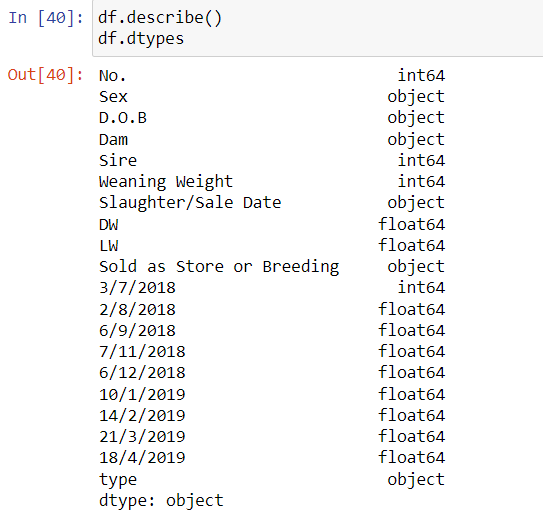 In [40]: df.describe()
df.dtypes
Out[40]: No. int64
Sex object
D.O.B object
Dam object
Sire int64
Weaning Weight int64
Slaughter/Sale Date object
DW float64
LW float64
Sold as Store or Breeding object
3/7/2018 int64
2/8/2018 float64
6/9/2018 float64
7/11/2018 float64
6/12/2018 float64
10/1/2019 float64
14/2/2019 float64
21/3/2019 float64
18/4/2019 float64
type object
dtype: object